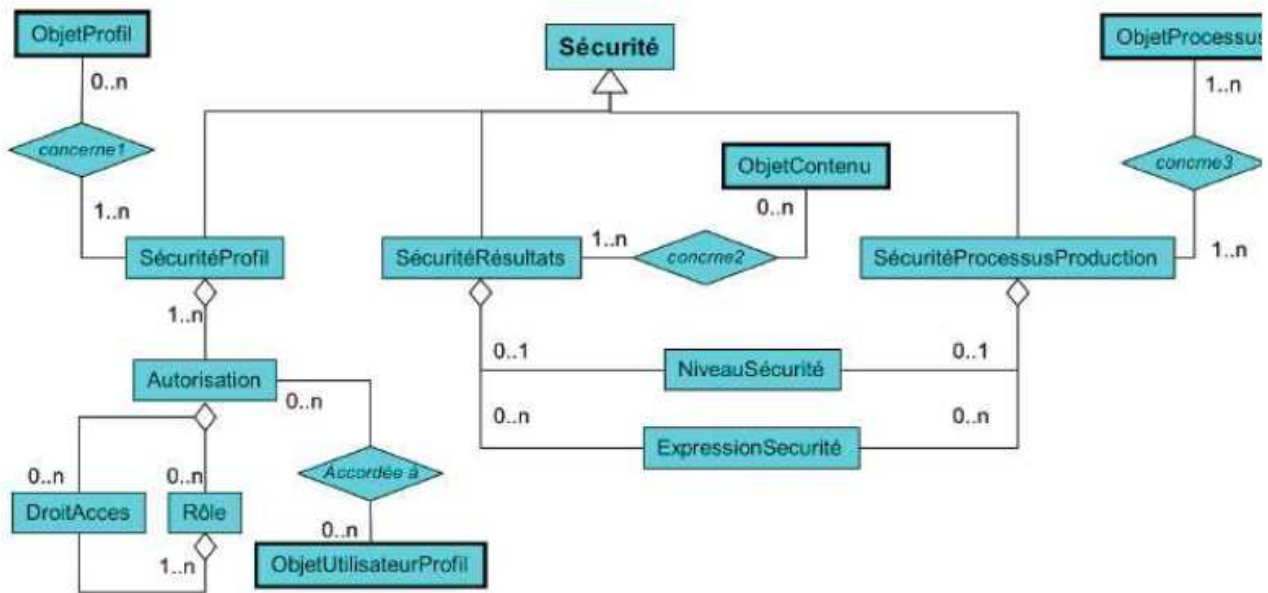 ObjetProfil
Sécurité
ObjetProcessus
0..n
1..n
concerne1
ObjetContenu
concrne3
0..n
1..n
1..n
concrne2
1..n
SécuritéProfil
SécuritéRésultats
SécuritéProcessusProduction
1..n
0..1
0..1
Autorisation
NiveauSécurité
0..n
0..n
0..n
ExpressionSecurité
Accordée à
0..n
0..n
DroitAcces
Rôle
0..n
1..n
ObjetUtilisateurProfil